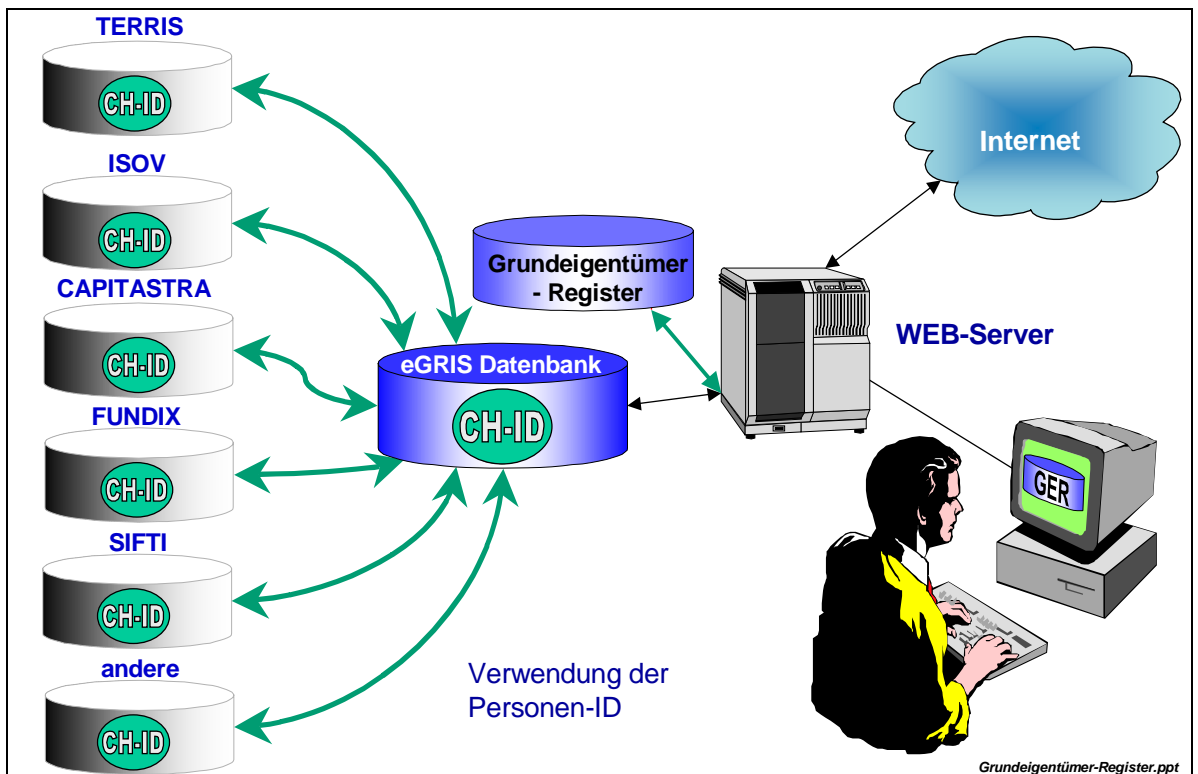 TERRIS
CH-ID
ISOV
CH-ID
CAPITASTRA
CH-ID
FUNDIX
CH-ID
SIFTI
CH-ID
andere
CH-ID
Grundeigentümer
- Register
eGRIS Datenbank
CH-ID
Verwendung der
Personen-ID
Internet
WEB-Server
GER
Grundeigentümer-Register.ppt